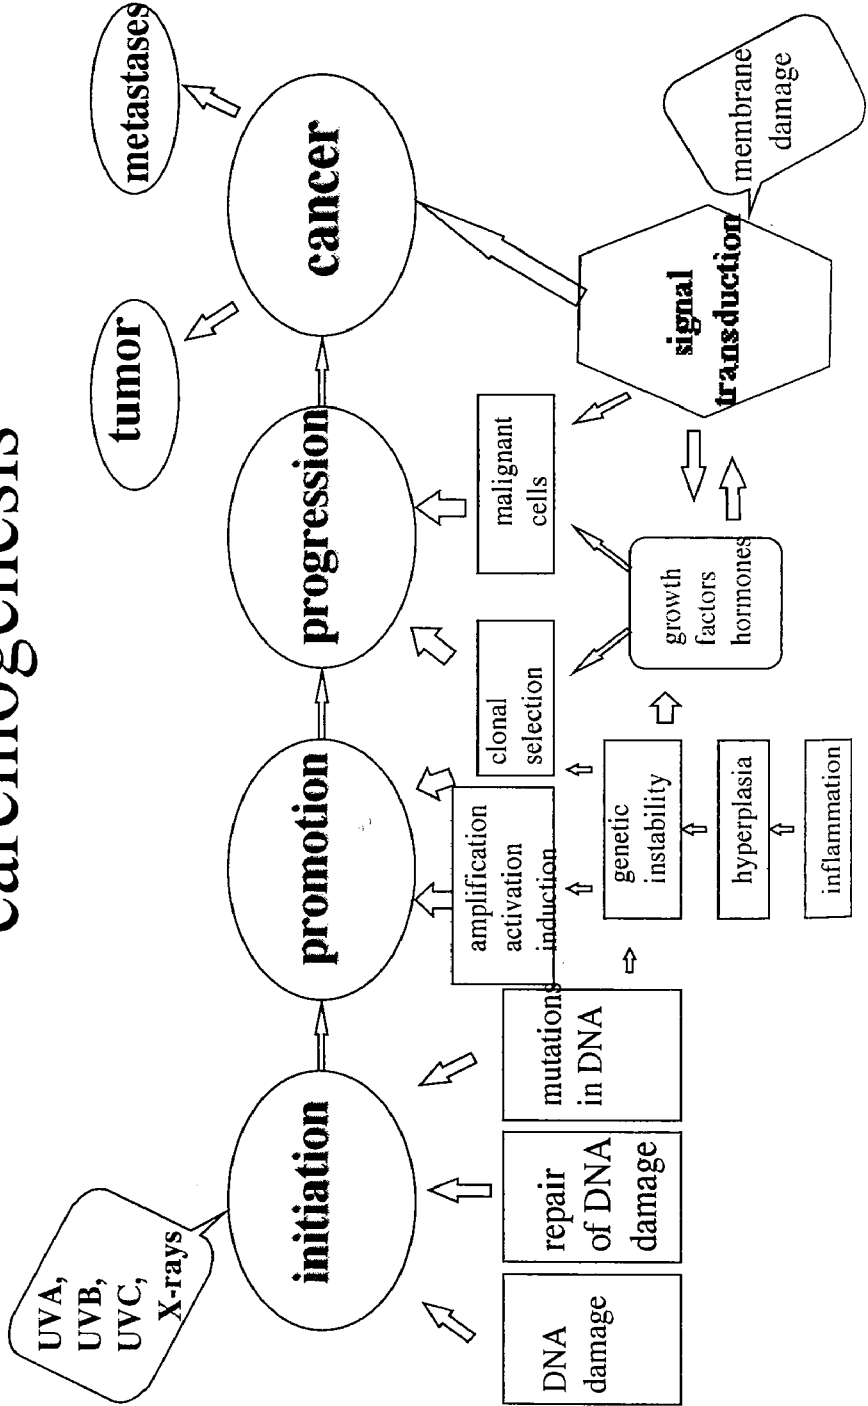 carcinogenesis
UVA,
UVB,
UVC,
X-rays
tumor
metastases
initiation
promotion
progression
cancer
DNA
damage
repair
of DNA
damage
mutations
in DNA
amplification
activation
induction
clonal
selection
malignant
cells
signal
transduction
membrane
damage
genetic
instability
growth
factors
hormones
hyperplasia
inflammation